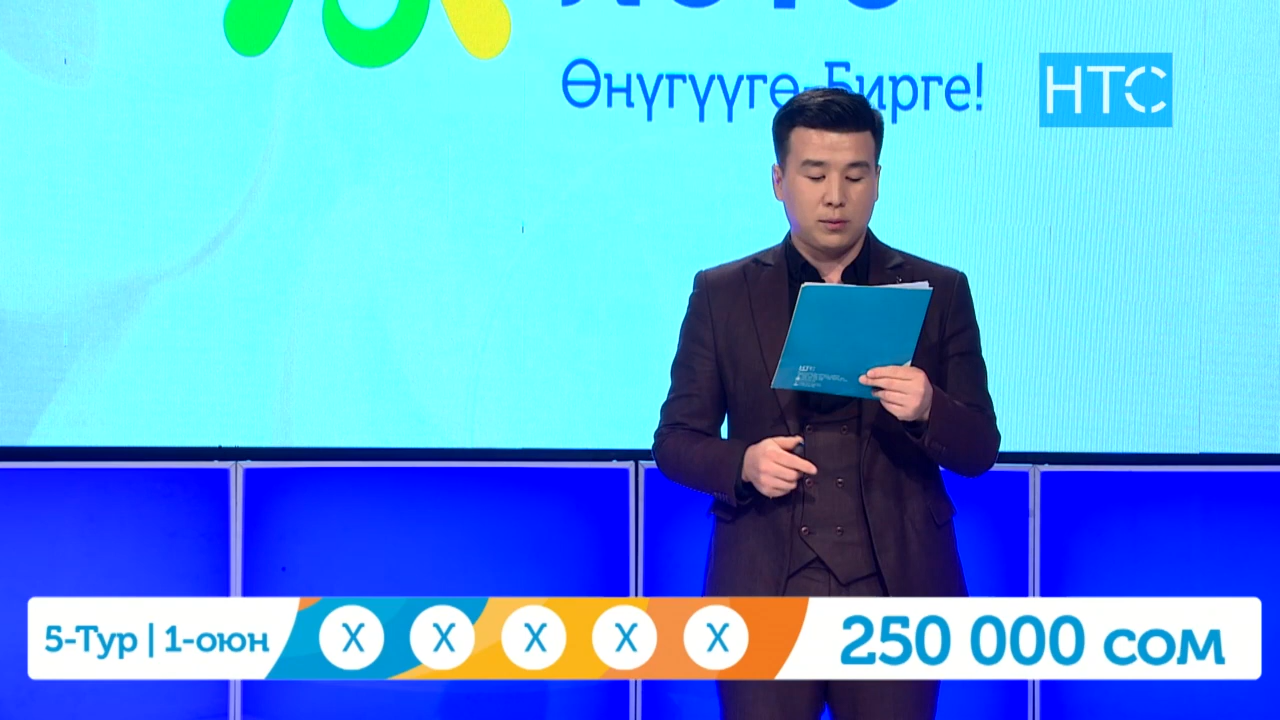 Өнүгүүгө-Бирге!
НТС
5-Тур | 1-оюн
X X X X X
250 000 сом